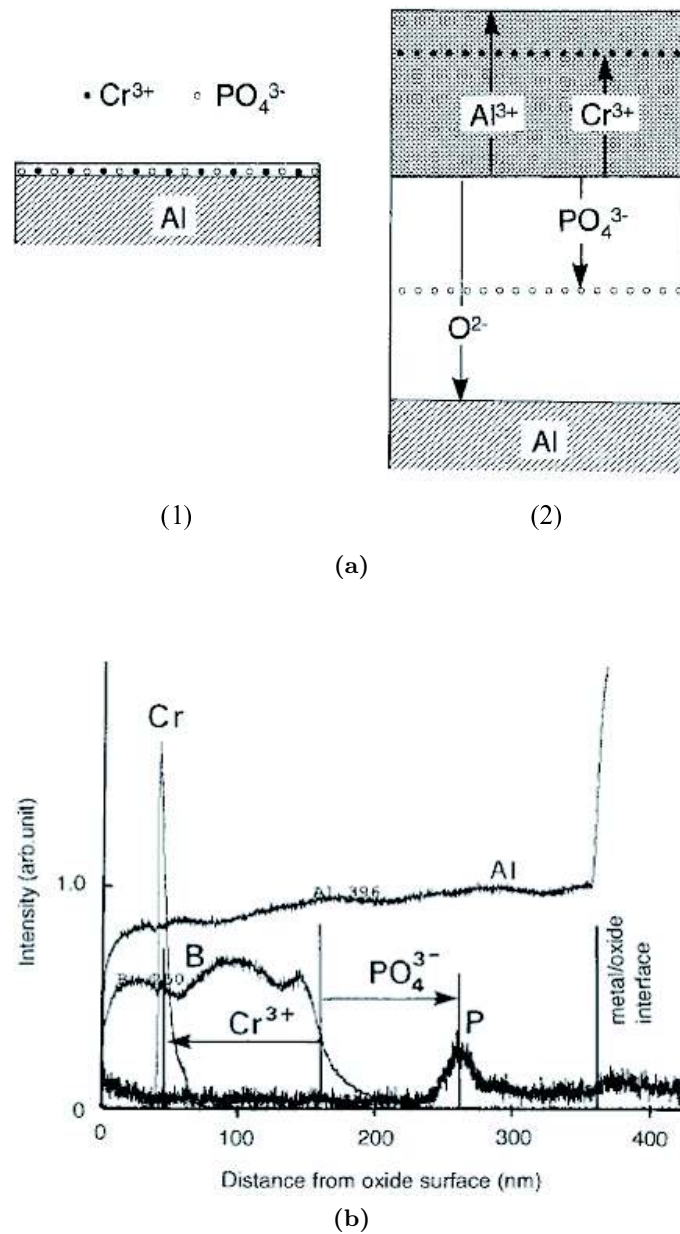 • Cr³⁺ ○ PO₄³⁻
Al
Al³⁺ Cr³⁺
PO₄³⁻
O²⁻
Al
(1) (2)
(a)
Cr
Intensity (arb.unit)
1.0
Al 396
Al
B
PO₄³⁻
Cr³⁺
P
metal/oxide
interface
0
0 100 200 300 400
Distance from oxide surface (nm)
(b)